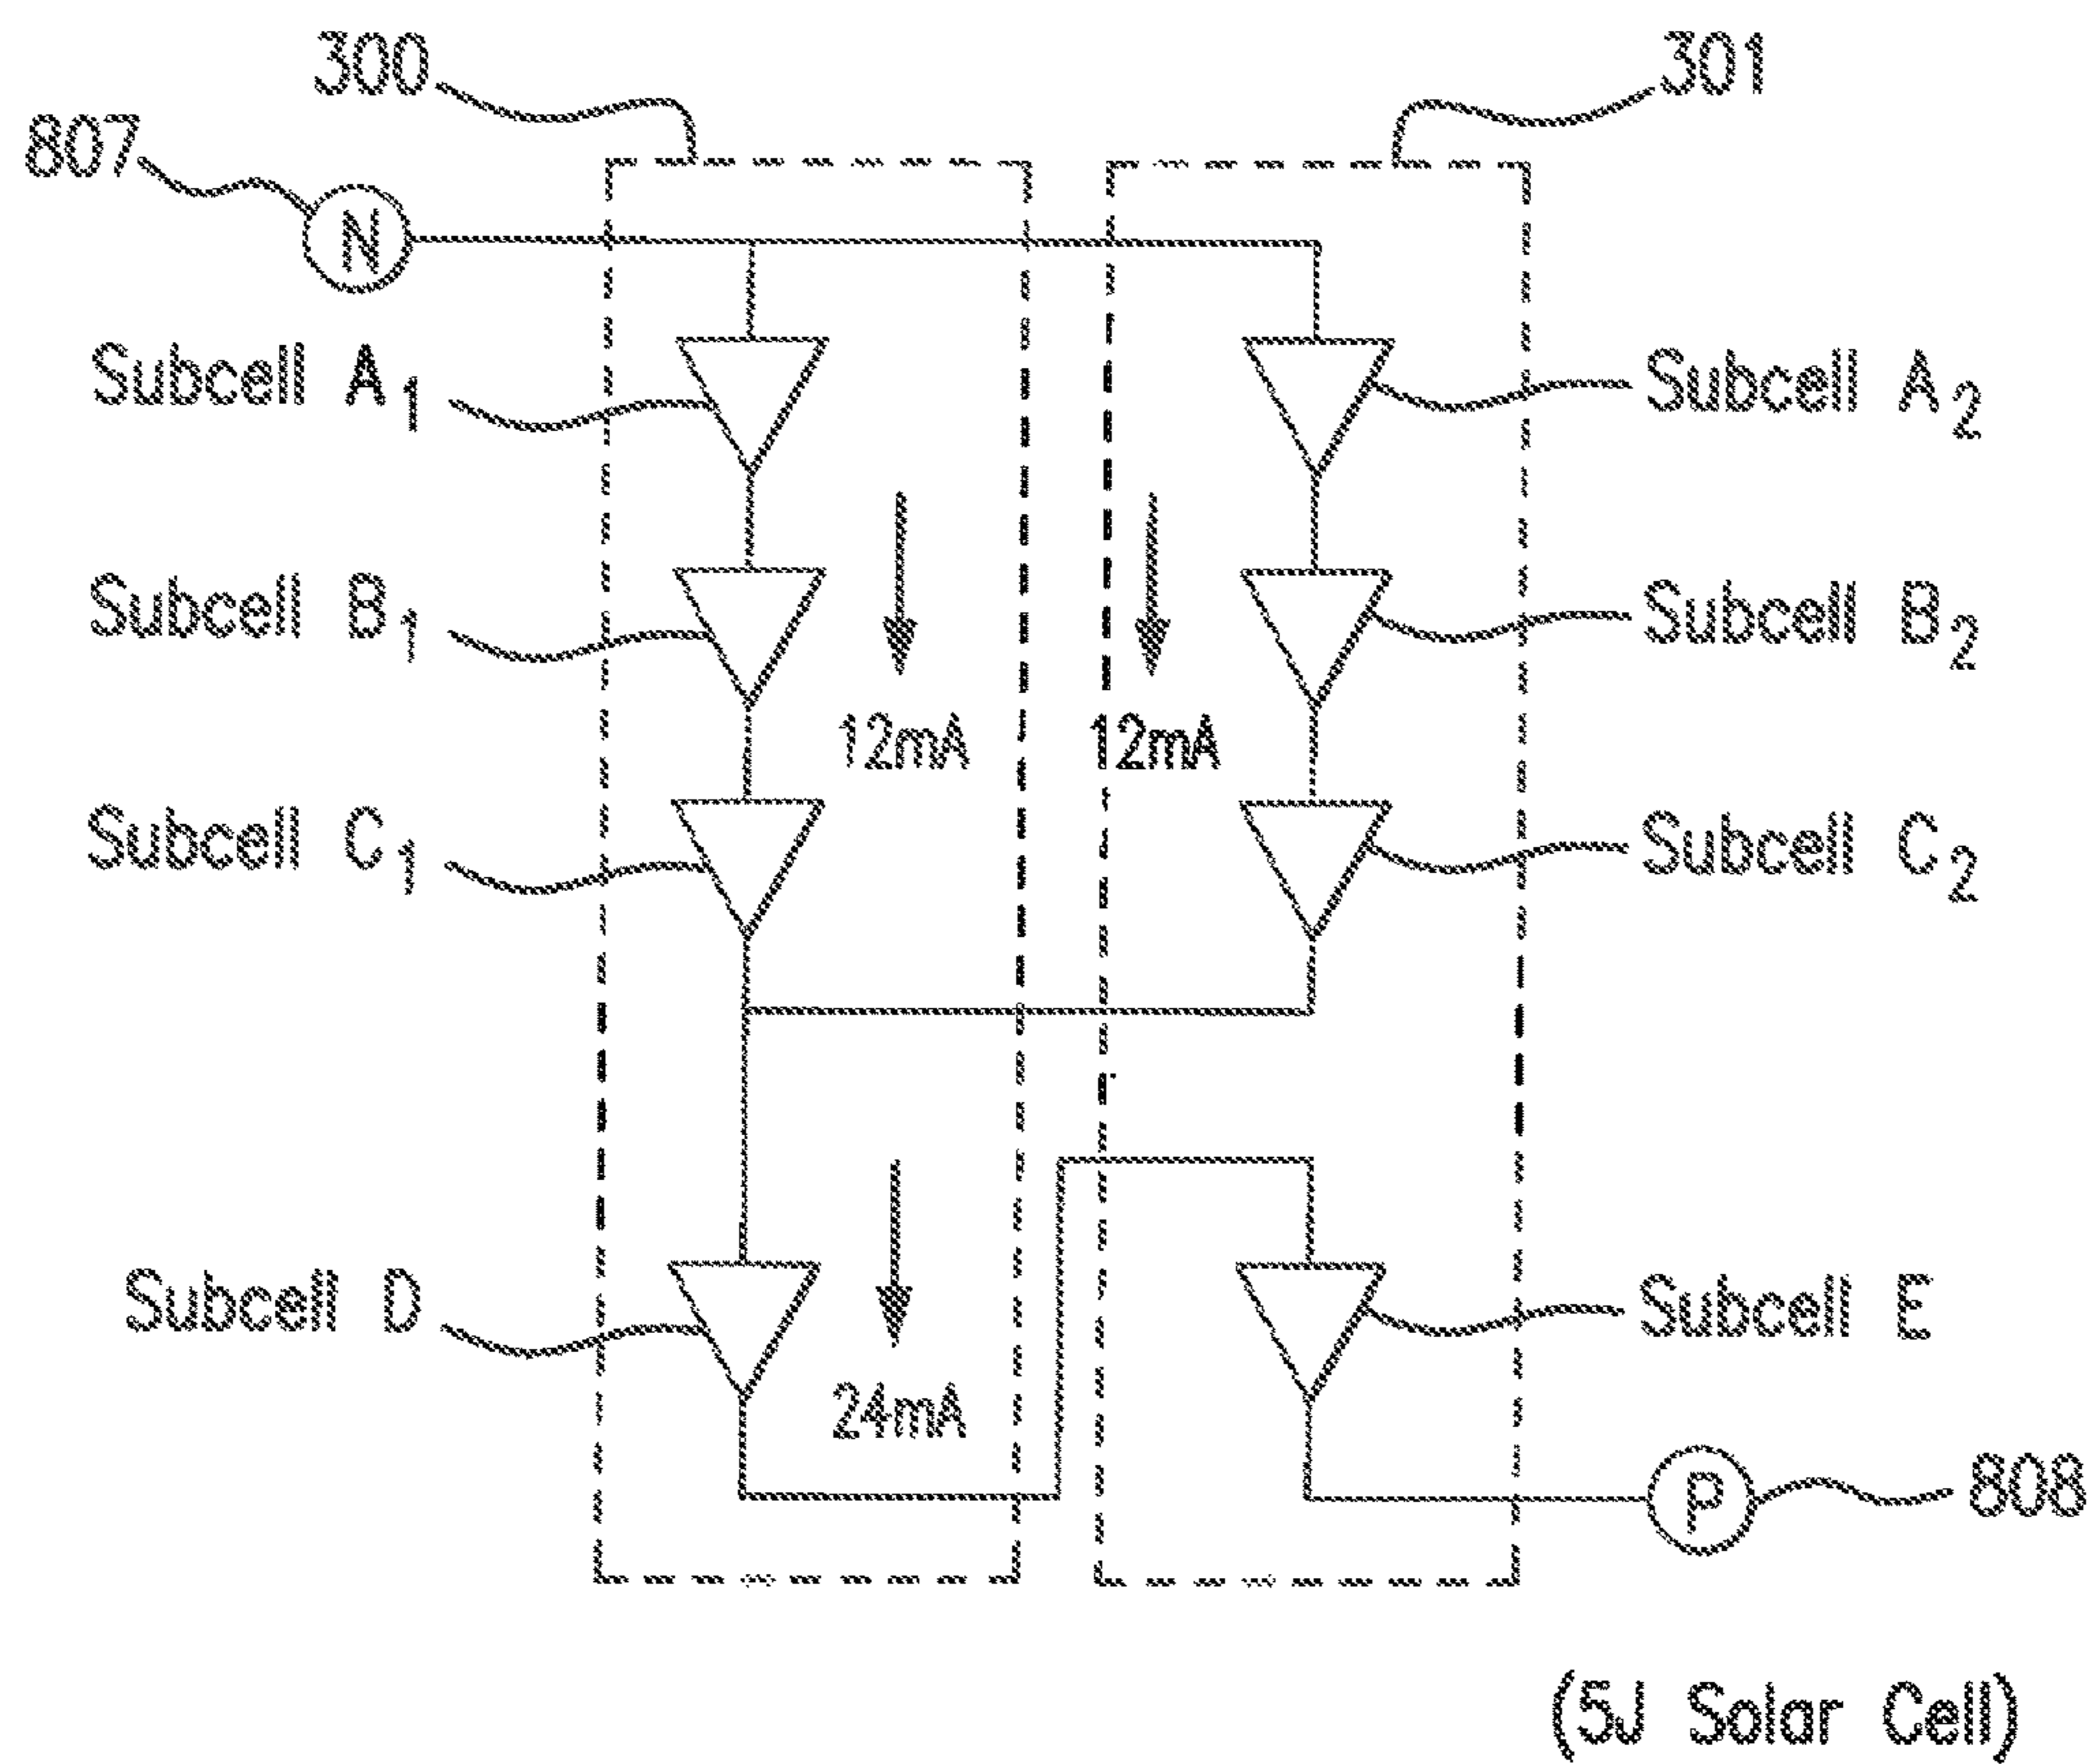 300
301
807
N
Subcell A1
Subcell A2
Subcell B1
Subcell B2
12mA
12mA
Subcell C1
Subcell C2
Subcell D
Subcell E
24mA
P
808
(5J Solar Cell)